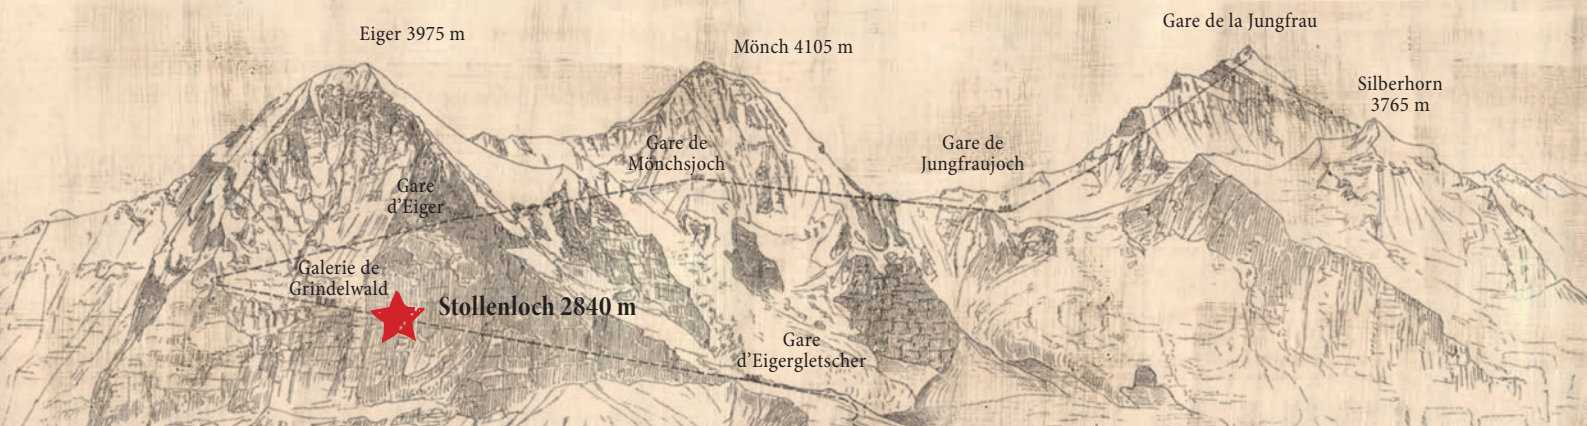 Eiger 3975 m
Mönch 4105 m
Gare de la Jungfrau
Silberhorn
3765 m
Gare de
Mönchsjoch
Gare de
Jungfraujoch
Gare
d'Eiger
Galerie de
Grindelwald
Stollenloch 2840 m
Gare
d'Eigergletscher